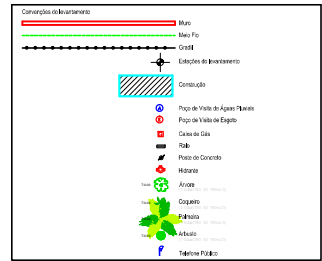 Convenções do levantamento
Muro
Meio Fio
Gradil
Estações do levantamento
Construção
Poço de Visita de Águas Pluviais
Poço de Visita de Esgoto
Caixa de Gás
Ralo
Poste de Concreto
Hidrante
Árvore
Coqueiro
Palmeira
Arbusto
Telefone Público